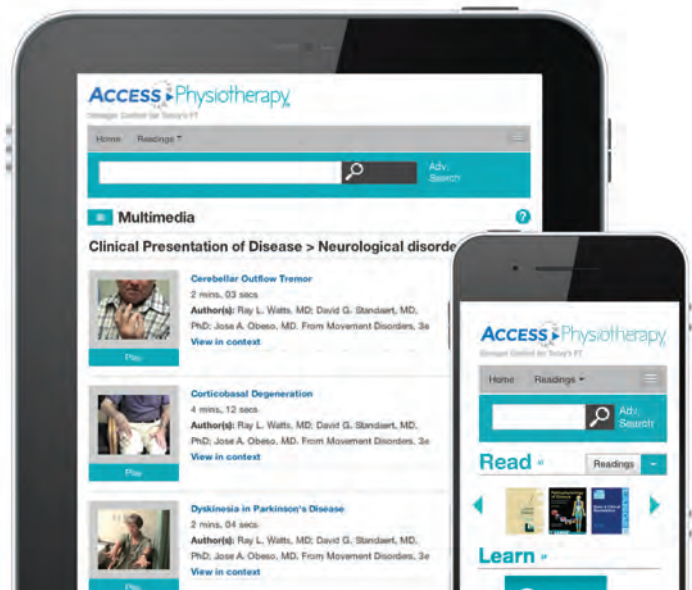 ACCESS Physiotherapy
Home Readings
Adv.
Search
Multimedia
?
Clinical Presentation of Disease > Neurological disorde
Cerebellar Outflow Tremor
2 mins, 03 secs
Author(s): Ray L. Watts, MD; David G. Standaert, MD,
PhD; Jose A. Obeso, MD. From Movement Disorders, 3e
View in context
Play
Corticobasal Degeneration
4 mins, 12 secs
Author(s): Ray L. Watts, MD; David G. Standaert, MD,
PhD; Jose A. Obeso, MD. From Movement Disorders, 3e
View in context
Play
Dyskinesia in Parkinson's Disease
2 mins, 04 secs
Author(s): Ray L. Watts, MD; David G. Standaert, MD,
PhD; Jose A. Obeso, MD. From Movement Disorders, 3e
View in context
Play
ACCESS Physiotherapy
Home Readings
Adv.
Search
Read
Readings
Learn